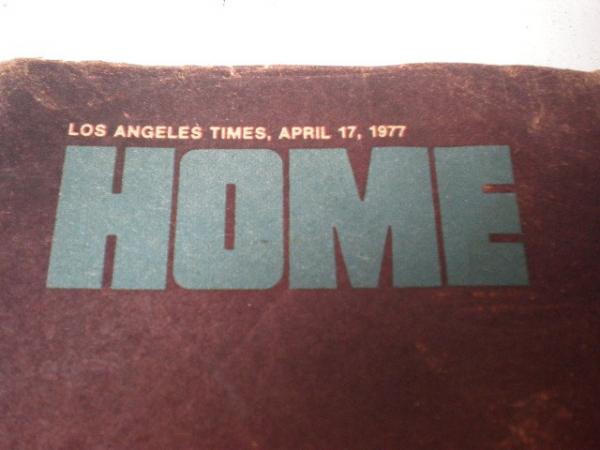 LOS ANGELES TIMES, APRIL 17, 1977
HOME